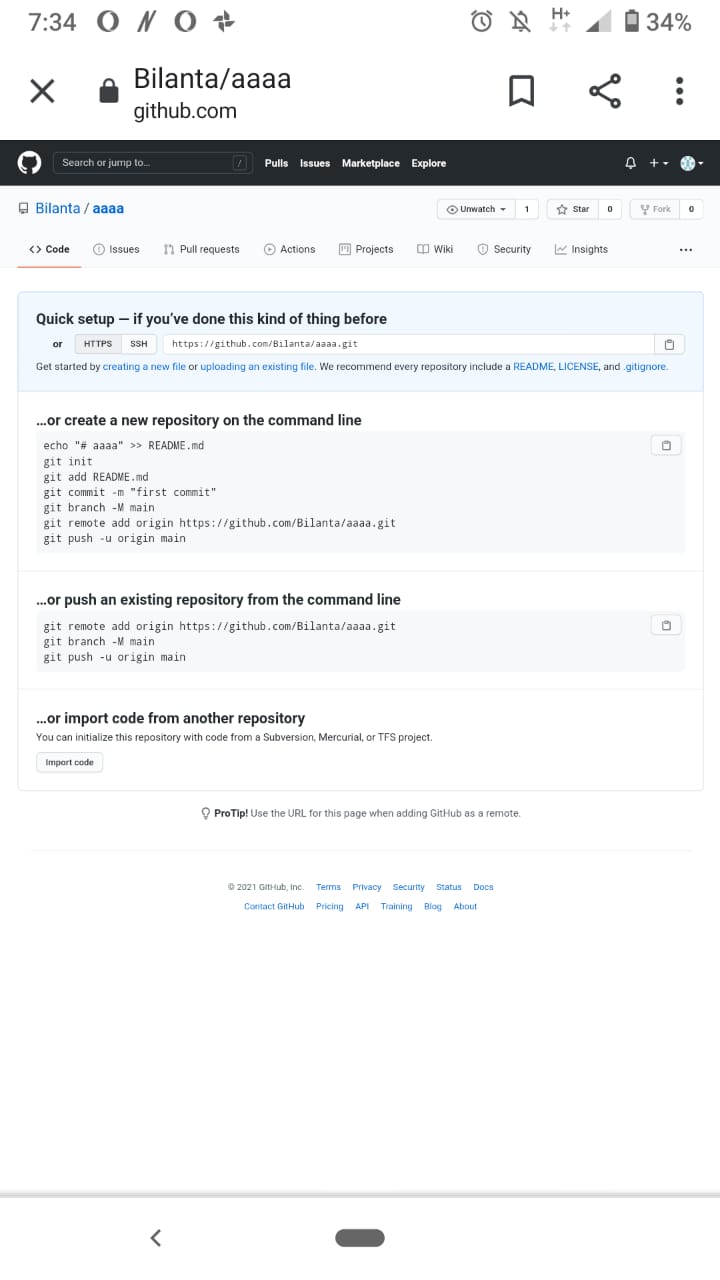 7:34 H+ 34%
Bilanta/aaaa
github.com
Search or jump to... / Pulls Issues Marketplace Explore
Bilanta / aaaa Unwatch 1 Star 0 Fork 0
<> Code Issues Pull requests Actions Projects Wiki Security Insights ...
Quick setup — if you've done this kind of thing before
or HTTPS SSH https://github.com/Bilanta/aaaa.git
Get started by creating a new file or uploading an existing file. We recommend every repository include a README, LICENSE, and .gitignore.
...or create a new repository on the command line
echo "# aaaa" >> README.md
git init
git add README.md
git commit -m "first commit"
git branch -M main
git remote add origin https://github.com/Bilanta/aaaa.git
git push -u origin main
...or push an existing repository from the command line
git remote add origin https://github.com/Bilanta/aaaa.git
git branch -M main
git push -u origin main
...or import code from another repository
You can initialize this repository with code from a Subversion, Mercurial, or TFS project.
Import code
ProTip! Use the URL for this page when adding GitHub as a remote.
© 2021 GitHub, Inc. Terms Privacy Security Status Docs
Contact GitHub Pricing API Training Blog About